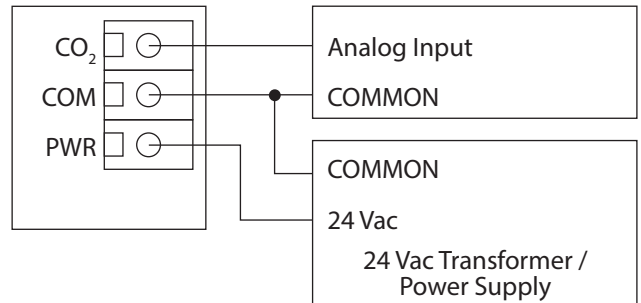 CO₂
COM
PWR
Analog Input
COMMON
COMMON
24 Vac
24 Vac Transformer /
Power Supply